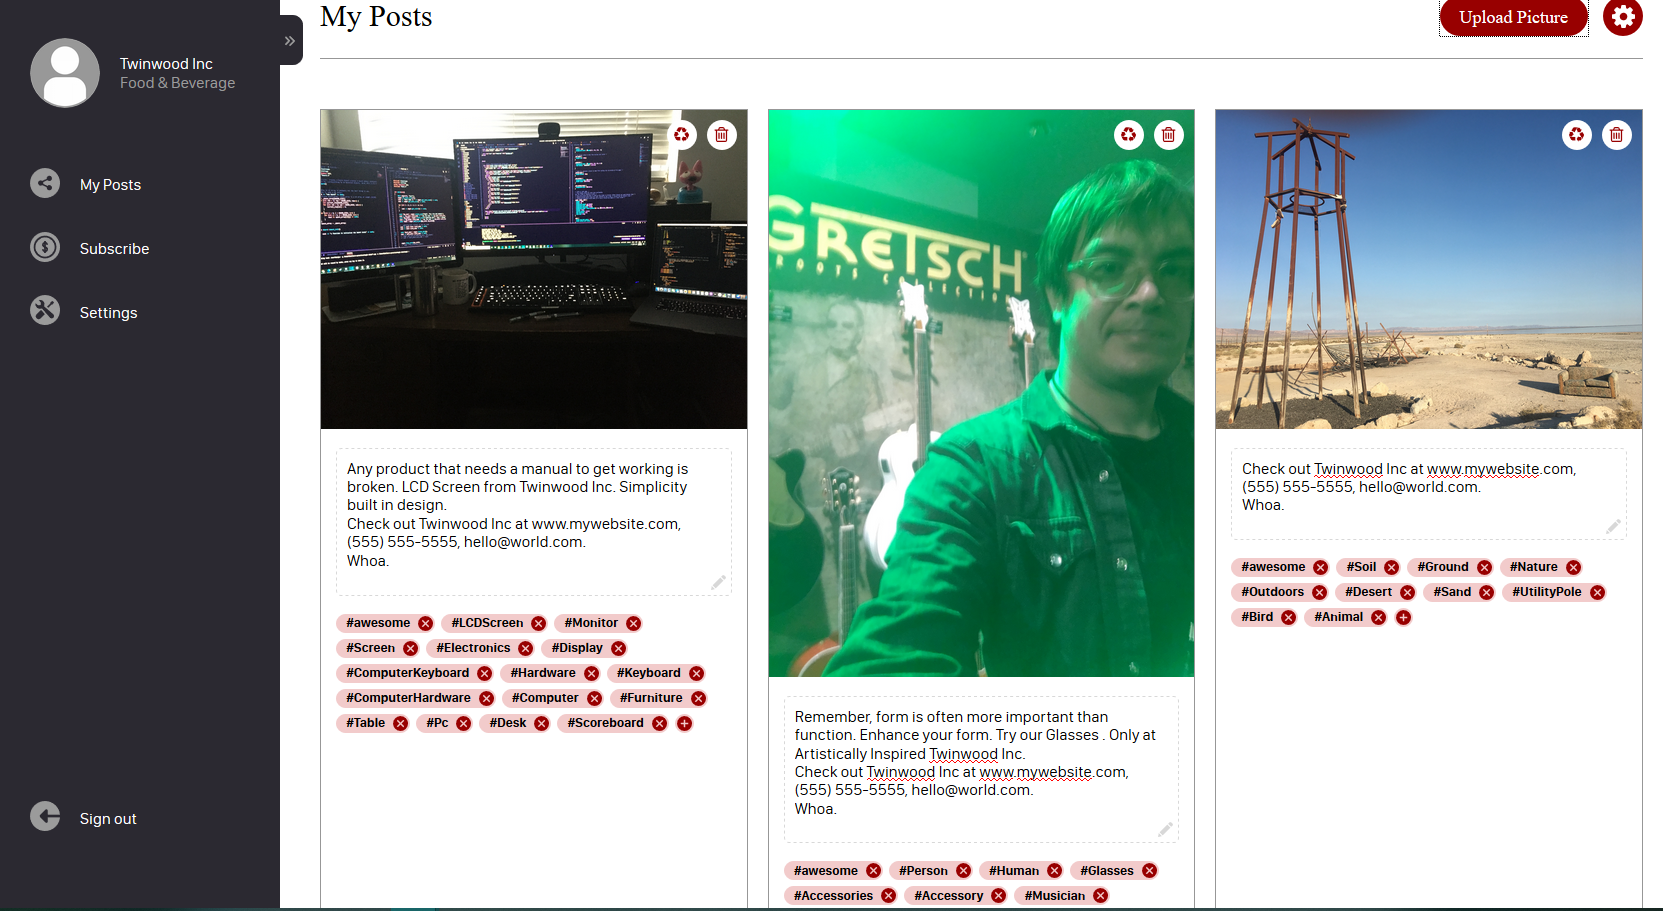 My Posts
Upload Picture
Twinwood Inc
Food & Beverage
My Posts
Subscribe
Settings
Sign out
Any product that needs a manual to get working is
broken. LCD Screen from Twinwood Inc. Simplicity
built in design.
Check out Twinwood Inc at www.mywebsite.com,
(555) 555-5555, hello@world.com.
Whoa.
#awesome #LCDScreen #Monitor
#Screen #Electronics #Display
#ComputerKeyboard #Hardware #Keyboard
#ComputerHardware #Computer #Furniture
#Table #Pc #Desk #Scoreboard
GRETSCH
ROOTS COLLECTION
Remember, form is often more important than
function. Enhance your form. Try our Glasses . Only at
Artistically Inspired Twinwood Inc.
Check out Twinwood Inc at www.mywebsite.com,
(555) 555-5555, hello@world.com.
Whoa.
#awesome #Person #Human #Glasses
#Accessories #Accessory #Musician
Check out Twinwood Inc at www.mywebsite.com,
(555) 555-5555, hello@world.com.
Whoa.
#awesome #Soil #Ground #Nature
#Outdoors #Desert #Sand #UtilityPole
#Bird #Animal